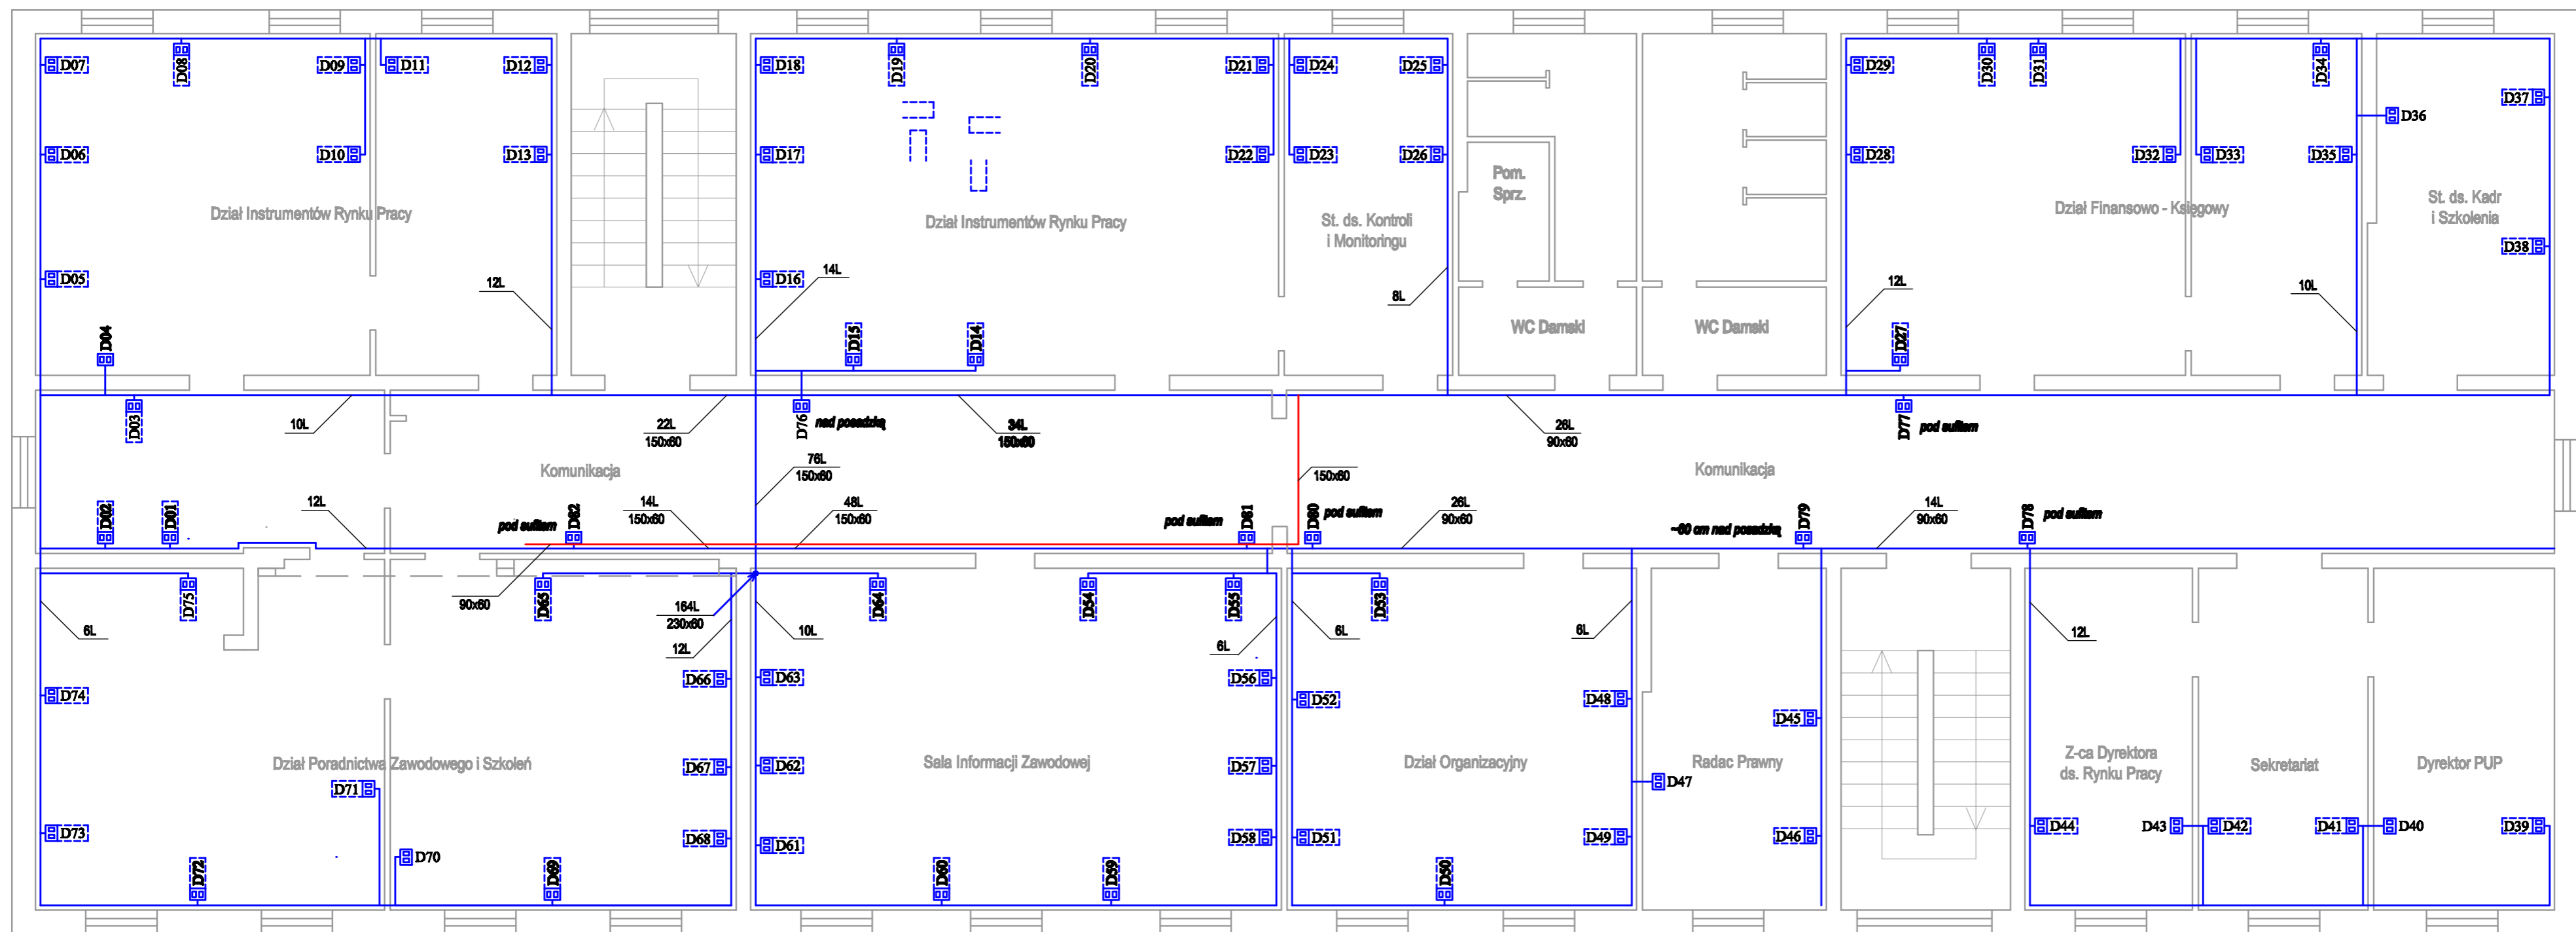 D07
D08
D09
D11
D12
D18
D19
D20
D21
D24
D25
D29
D30
D31
D34
D37
D36
D06
D10
D13
D17
D22
D23
D26
Pom.
Sprz.
D28
D32
D33
D35
Dział Instrumentów Rynku Pracy
Dział Instrumentów Rynku Pracy
St. ds. Kontroli
i Monitoringu
Dział Finansowo - Księgowy
St. ds. Kadr
i Szkolenia
D38
D05
12L
D16
14L
8L
12L
10L
D04
D15
D14
WC Damski
WC Damski
D27
D03
10L
22L
150x60
D76
nad posadzką
34L
150x60
26L
90x60
D77
pod sufitem
Komunikacja
76L
150x60
150x60
Komunikacja
D02
D01
12L
pod sufitem
D82
14L
150x60
48L
150x60
pod sufitem
D81
D80
pod sufitem
26L
90x60
~60 cm nad posadzką
D79
14L
90x60
D78
pod sufitem
D75
90x60
D65
164L
230x60
D64
D54
D55
D53
6L
12L
10L
6L
6L
6L
12L
D74
D66
D63
D56
D52
D48
D45
Dział Poradnictwa Zawodowego i Szkoleń
D67
D62
Sala Informacji Zawodowej
D57
Dział Organizacyjny
D47
Radac Prawny
Z-ca Dyrektora
ds. Rynku Pracy
Sekretariat
Dyrektor PUP
D71
D73
D68
D61
D58
D51
D49
D46
D44
D43
D42
D41
D40
D39
D72
D70
D69
D60
D59
D50